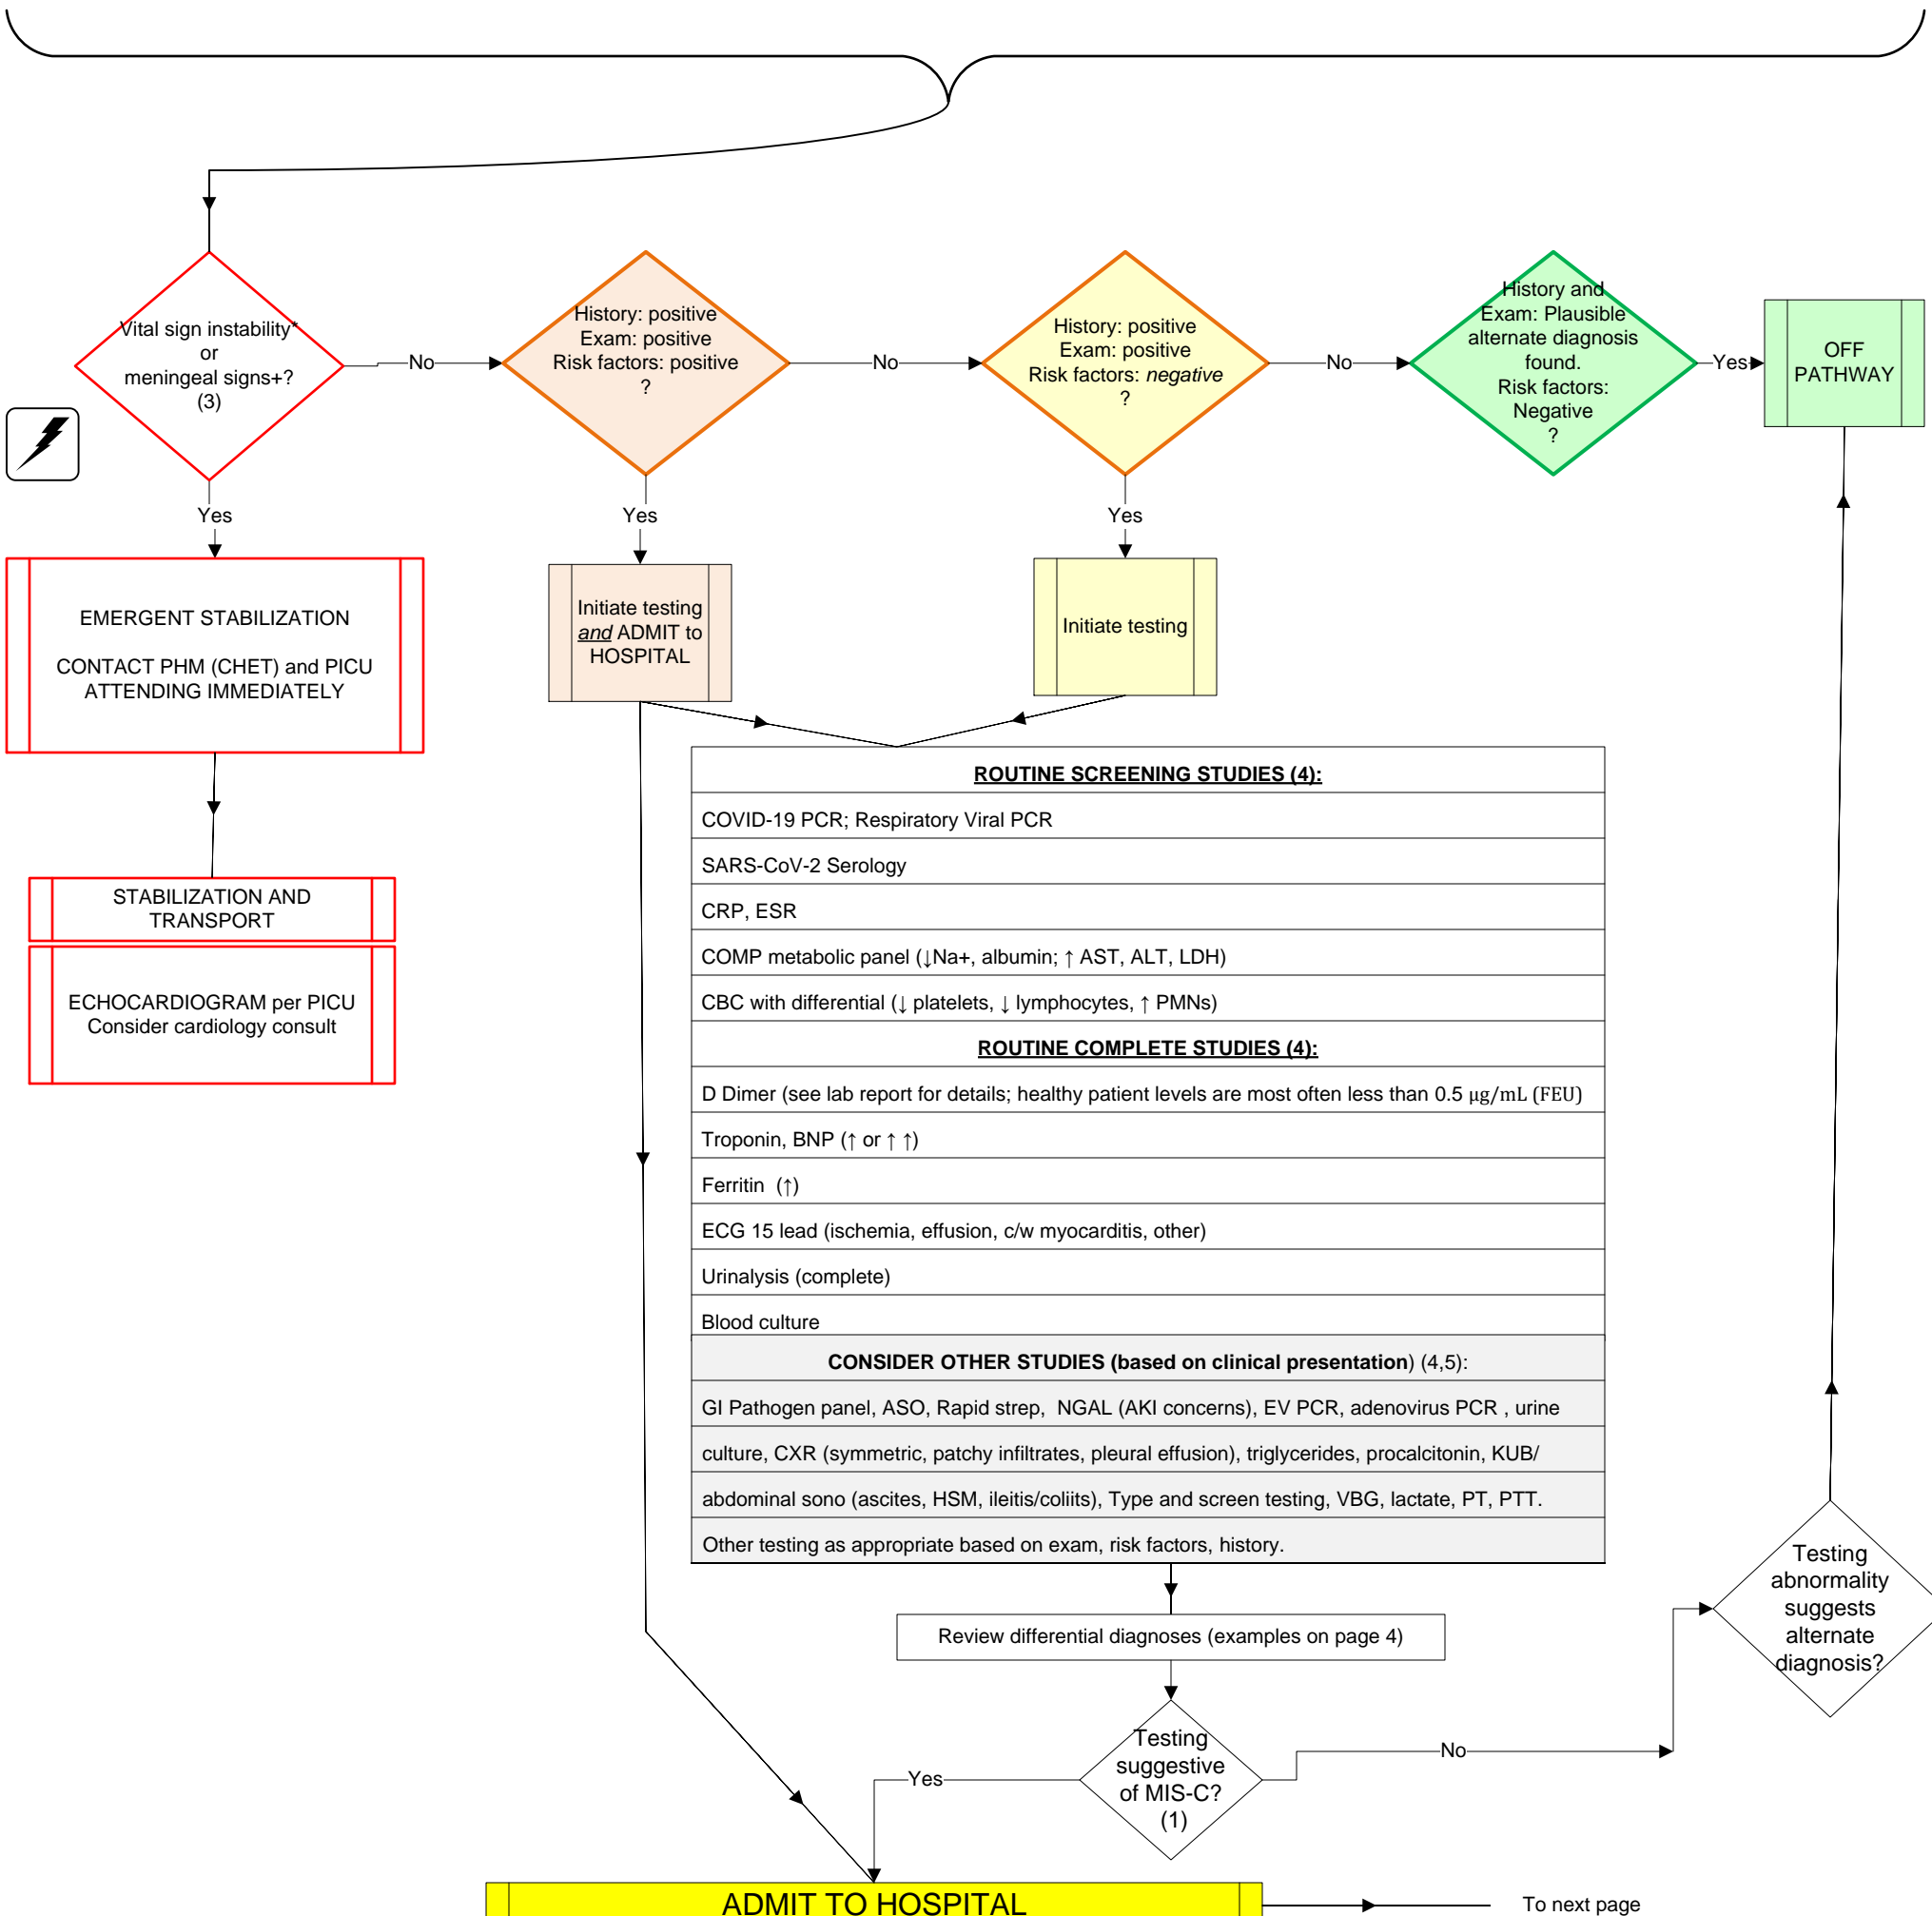 Vital sign instability*
or
meningeal signs+?
(3)
No
History: positive
Exam: positive
Risk factors: positive
?
No
History: positive
Exam: positive
Risk factors: negative
?
No
History and
Exam: Plausible
alternate diagnosis
found.
Risk factors:
Negative
?
Yes
OFF
PATHWAY
Yes
Yes
Yes
EMERGENT STABILIZATION
CONTACT PHM (CHET) and PICU
ATTENDING IMMEDIATELY
Initiate testing
and ADMIT to
HOSPITAL
Initiate testing
STABILIZATION AND
TRANSPORT
ECHOCARDIOGRAM per PICU
Consider cardiology consult
ROUTINE SCREENING STUDIES (4):
COVID-19 PCR; Respiratory Viral PCR
SARS-CoV-2 Serology
CRP, ESR
COMP metabolic panel (↓Na+, albumin; ↑ AST, ALT, LDH)
CBC with differential (↓ platelets, ↓ lymphocytes, ↑ PMNs)
ROUTINE COMPLETE STUDIES (4):
D Dimer (see lab report for details; healthy patient levels are most often less than 0.5 µg/mL (FEU)
Troponin, BNP (↑ or ↑ ↑)
Ferritin (↑)
ECG 15 lead (ischemia, effusion, c/w myocarditis, other)
Urinalysis (complete)
Blood culture
CONSIDER OTHER STUDIES (based on clinical presentation) (4,5):
GI Pathogen panel, ASO, Rapid strep, NGAL (AKI concerns), EV PCR, adenovirus PCR , urine
culture, CXR (symmetric, patchy infiltrates, pleural effusion), triglycerides, procalcitonin, KUB/
abdominal sono (ascites, HSM, ileitis/coliits), Type and screen testing, VBG, lactate, PT, PTT.
Other testing as appropriate based on exam, risk factors, history.
Review differential diagnoses (examples on page 4)
Testing
suggestive
of MIS-C?
(1)
Yes
No
Testing
abnormality
suggests
alternate
diagnosis?
ADMIT TO HOSPITAL
To next page